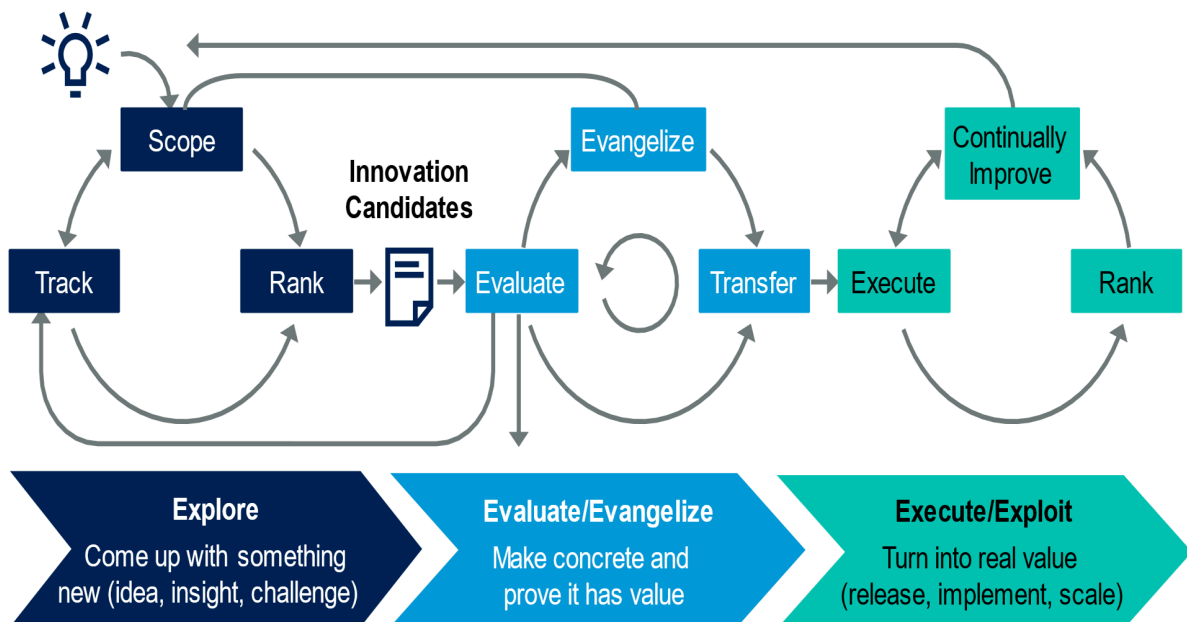 Scope
Evangelize
Continually
Improve
Innovation
Candidates
Track
Rank
Evaluate
Transfer
Execute
Rank
Explore
Come up with something
new (idea, insight, challenge)
Evaluate/Evangelize
Make concrete and
prove it has value
Execute/Exploit
Turn into real value
(release, implement, scale)